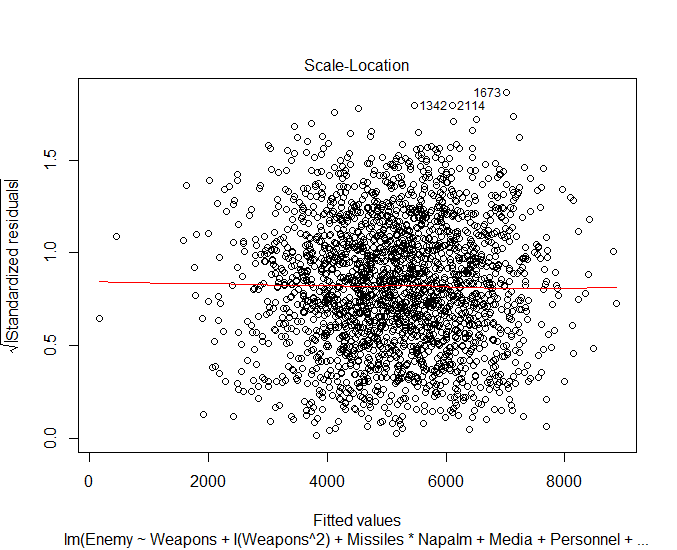 Scale-Location
1673
1342 2114
√|Standardized residuals|
1.5
1.0
0.5
0.0
0 2000 4000 6000 8000
Fitted values
lm(Enemy ~ Weapons + I(Weapons^2) + Missiles * Napalm + Media + Personnel + ...